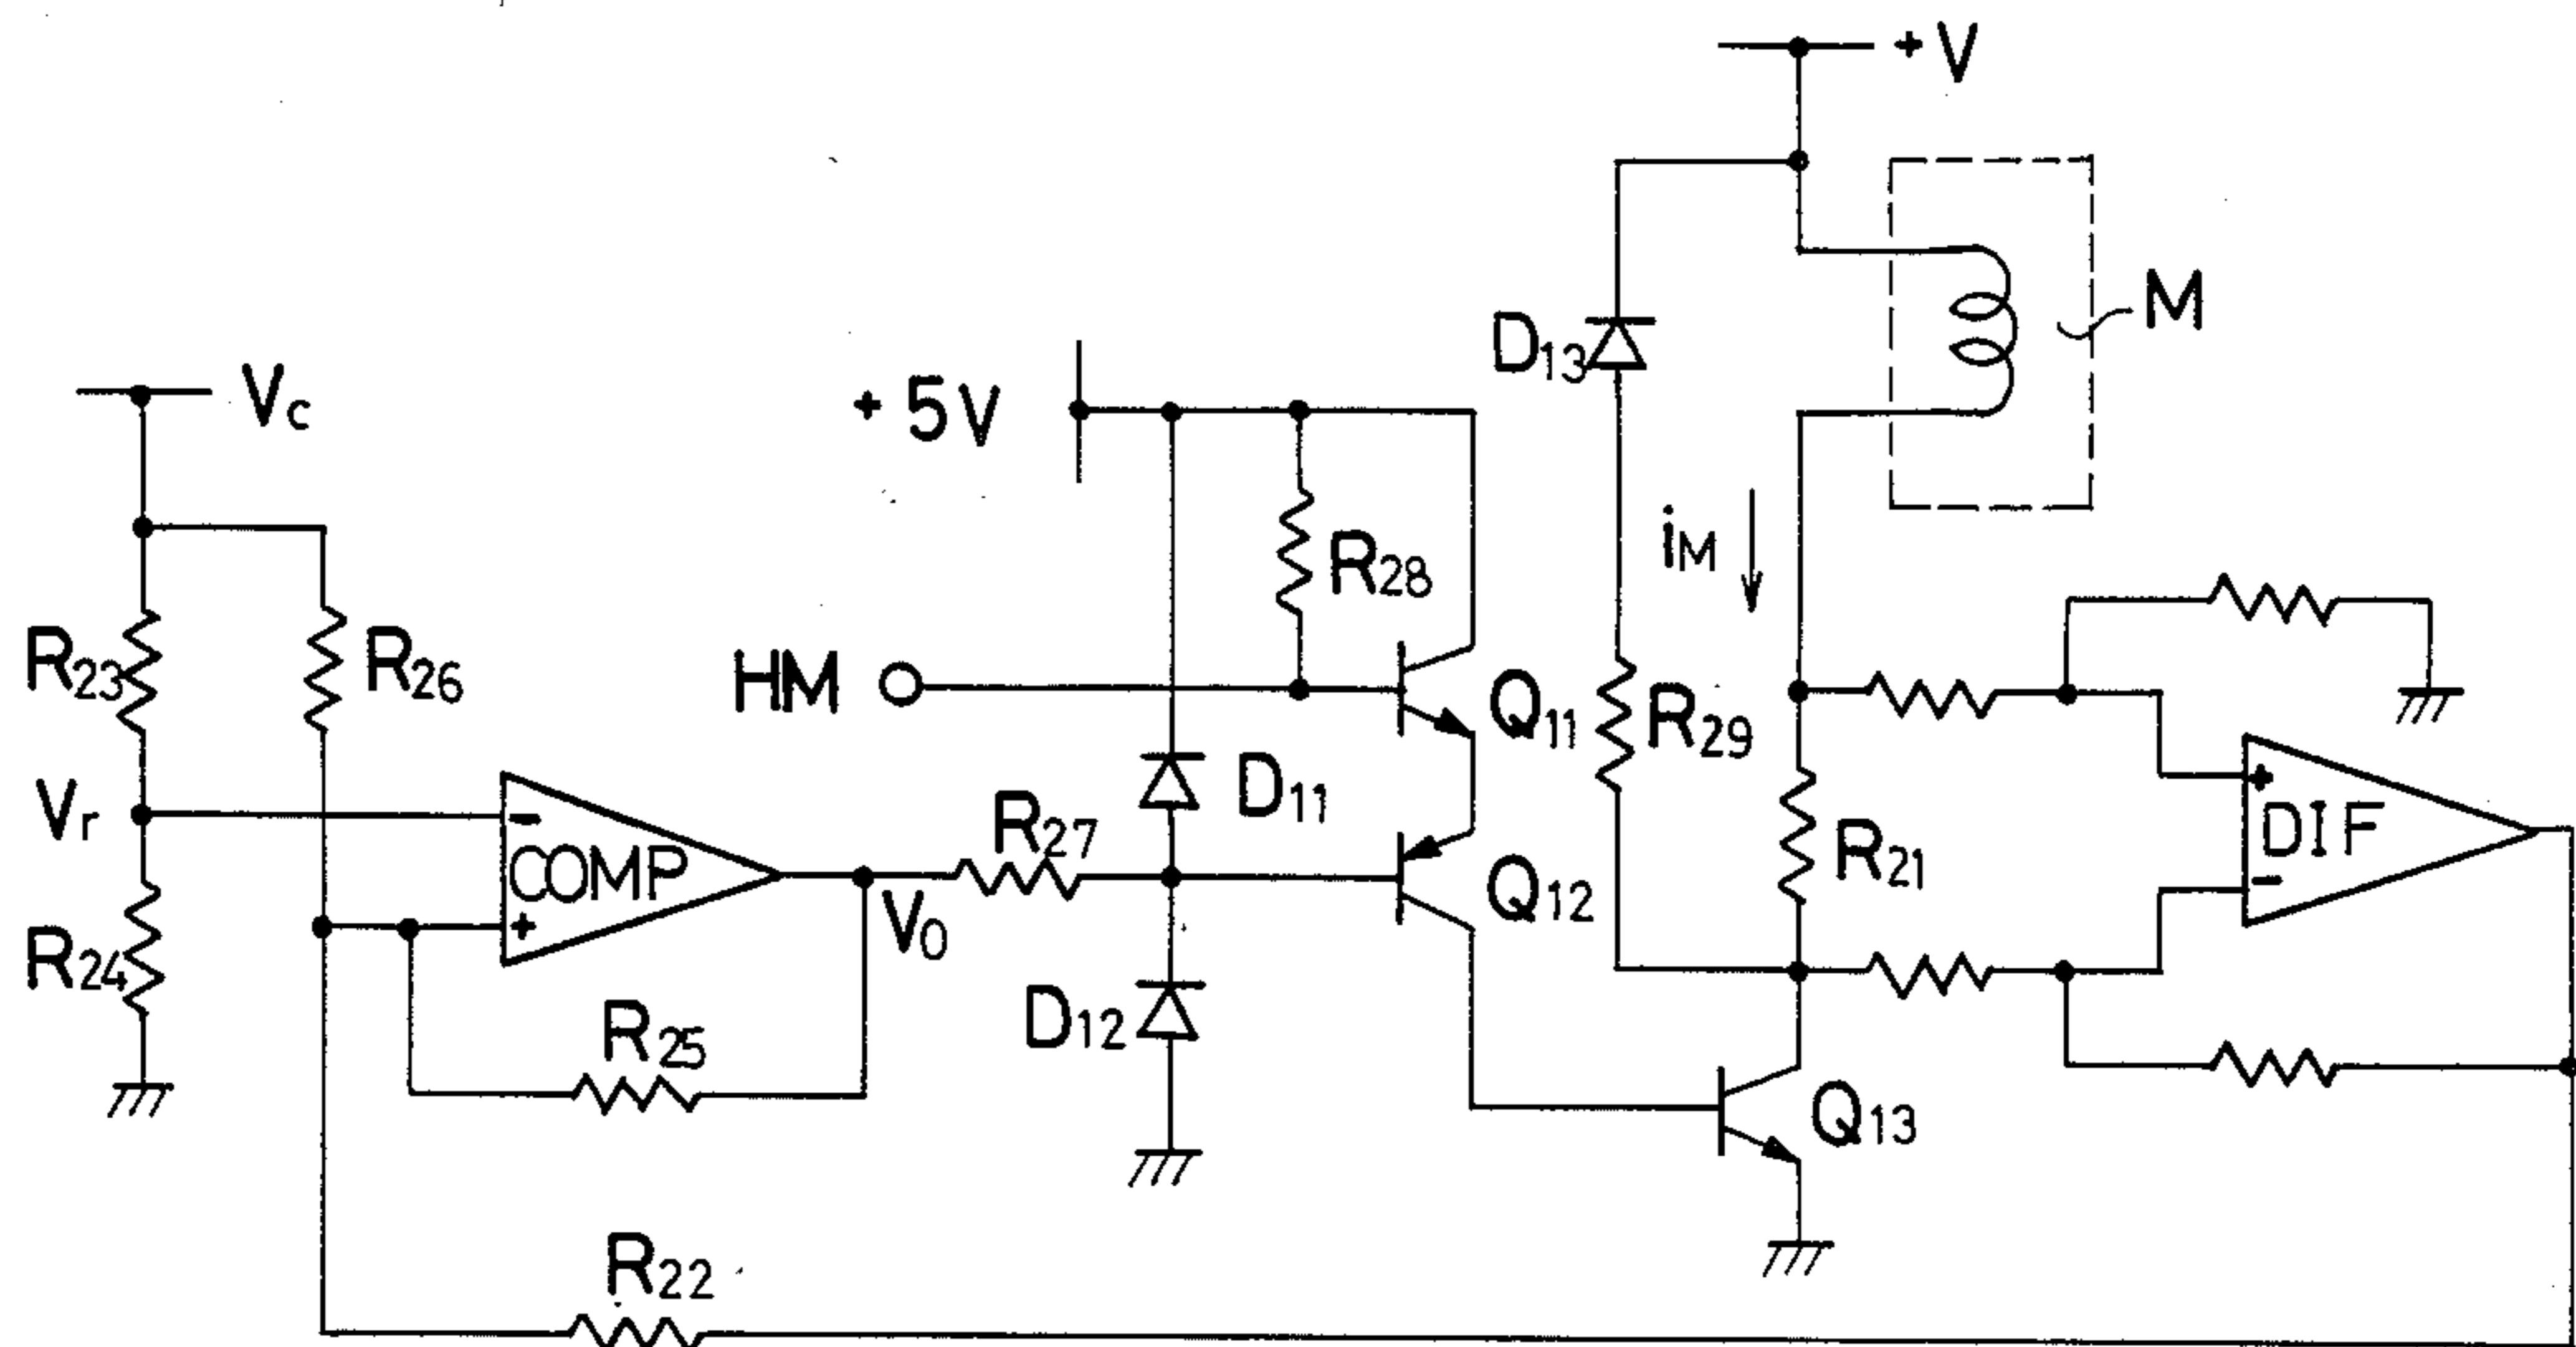 +V
M
D13
Vc
+5V
iM
R28
R23
R26
HM
Q11
R29
Vr
-
COMP
+
R27
D11
R21
+
DIF
-
Q12
V0
R24
D12
R25
Q13
R22